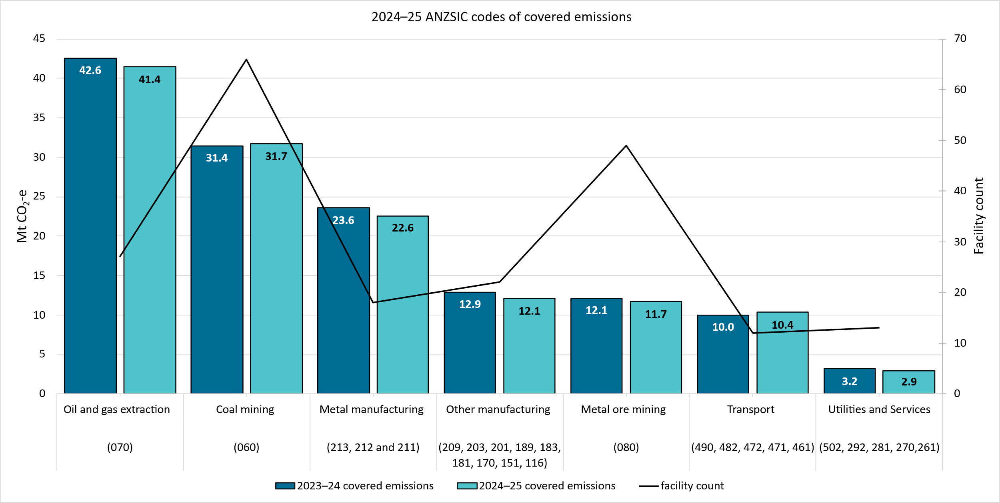 2024–25 ANZSIC codes of covered emissions
45
40
35
30
25
20
15
10
5
0
Mt CO₂-e
70
60
50
40
30
20
10
0
Facility count
42.6
41.4
31.4
31.7
23.6
22.6
12.9
12.1
12.1
11.7
10.0
10.4
3.2
2.9
Oil and gas extraction
(070)
Coal mining
(060)
Metal manufacturing
(213, 212 and 211)
Other manufacturing
(209, 203, 201, 189, 183,
181, 170, 151, 116)
Metal ore mining
(080)
Transport
(490, 482, 472, 471, 461)
Utilities and Services
(502, 292, 281, 270,261)
2023–24 covered emissions
2024–25 covered emissions
facility count